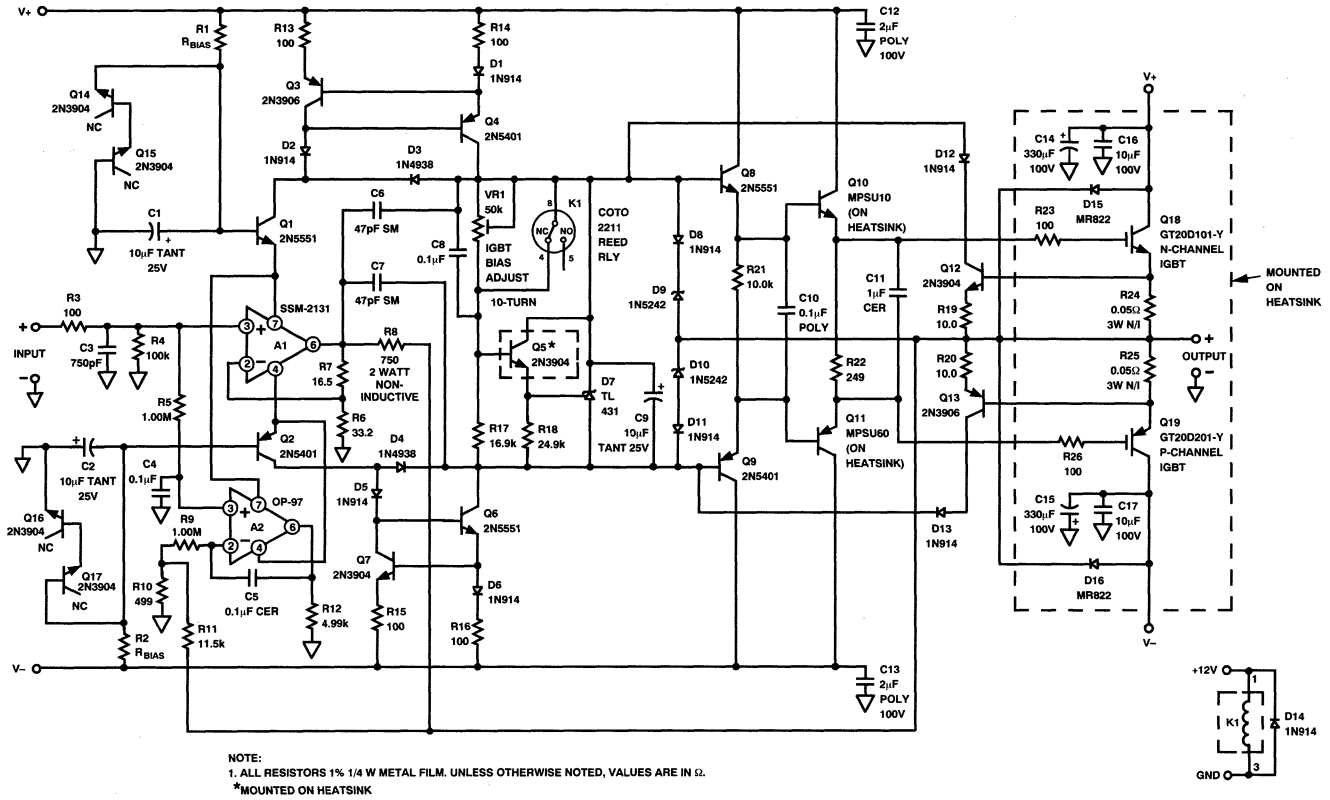 V+
R1
RBIAS
Q14
2N3904
NC
Q15
2N3904
NC
C1
10µF TANT
25V
+
R13
100
Q3
2N3906
D2
1N914
Q1
2N5551
R14
100
D1
1N914
Q4
2N5401
D3
1N4938
C6
47pF SM
C7
47pF SM
C8
0.1µF
VR1
50k
IGBT
BIAS
ADJUST
10-TURN
8
K1
NC
NO
4
5
COTO
2211
REED
RLY
C12
2µF
POLY
100V
Q8
2N5551
Q10
MPSU10
(ON
HEATSINK)
D8
1N914
D9
1N5242
R21
10.0k
C10
0.1µF
POLY
C11
1µF
CER
R22
249
D10
1N5242
D11
1N914
Q9
2N5401
Q11
MPSU60
(ON
HEATSINK)
D12
1N914
Q12
2N3904
R19
10.0
R20
10.0
Q13
2N3906
D13
1N914
V+
C14
330µF
100V
+
C16
10µF
100V
D15
MR822
R23
100
Q18
GT20D101-Y
N-CHANNEL
IGBT
MOUNTED
ON
HEATSINK
R24
0.05Ω
3W N/I
+
OUTPUT
−
R25
0.05Ω
3W N/I
Q19
GT20D201-Y
P-CHANNEL
IGBT
R26
100
C15
330µF
100V
+
C17
10µF
100V
D16
MR822
V−
+
INPUT
−
R3
100
C3
750pF
R4
100k
SSM-2131
3
+
7
A1
6
2
−
4
R8
750
2 WATT
NON-
INDUCTIVE
R7
16.5
R6
33.2
R5
1.00M
Q5*
2N3904
D7
TL
431
C9
10µF
TANT 25V
+
R17
16.9k
R18
24.9k
+
C2
10µF TANT
25V
Q2
2N5401
D4
1N4938
C4
0.1µF
Q16
2N3904
NC
Q17
2N3904
NC
OP-97
3
+
7
A2
6
2
−
4
R9
1.00M
R10
499
C5
0.1µF CER
R12
4.99k
R11
11.5k
R2
RBIAS
D5
1N914
Q6
2N5551
Q7
2N3904
D6
1N914
R15
100
R16
100
V−
C13
2µF
POLY
100V
+12V
1
K1
D14
1N914
3
GND
NOTE:
1. ALL RESISTORS 1% 1/4 W METAL FILM. UNLESS OTHERWISE NOTED, VALUES ARE IN Ω.
*MOUNTED ON HEATSINK